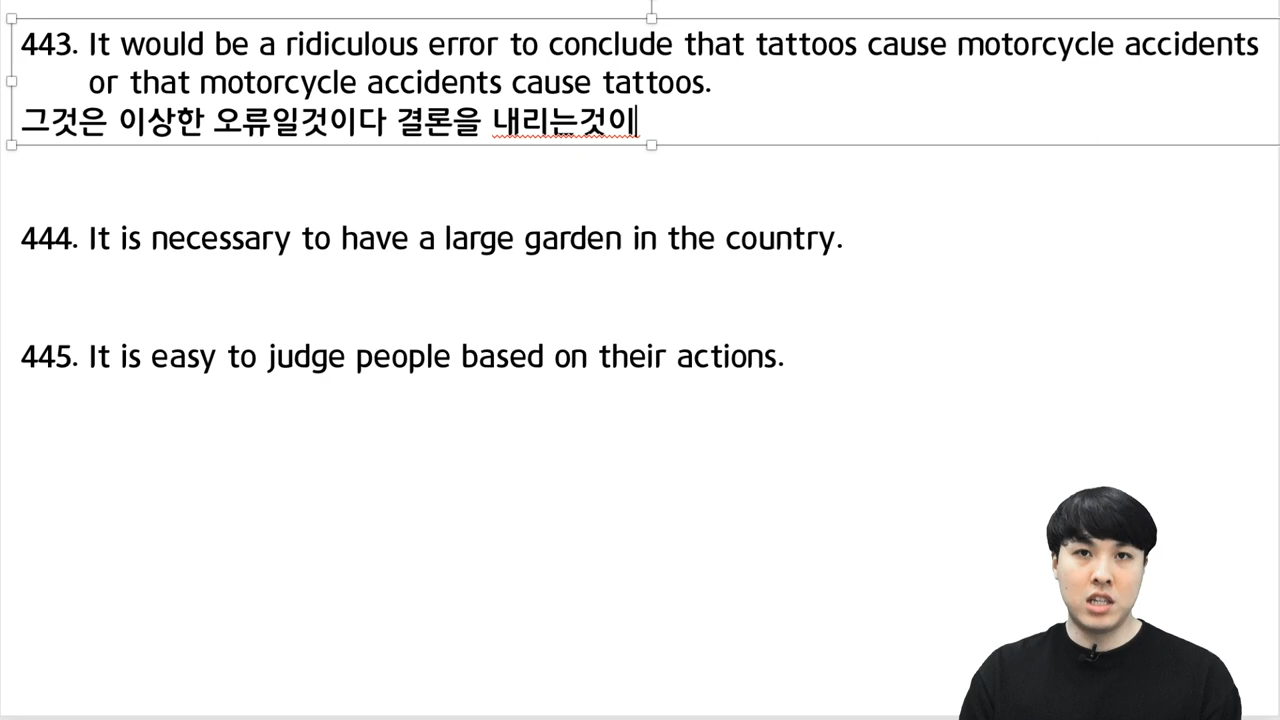 443. It would be a ridiculous error to conclude that tattoos cause motorcycle accidents
or that motorcycle accidents cause tattoos.
그것은 이상한 오류일것이다 결론을 내리는것이
444. It is necessary to have a large garden in the country.
445. It is easy to judge people based on their actions.